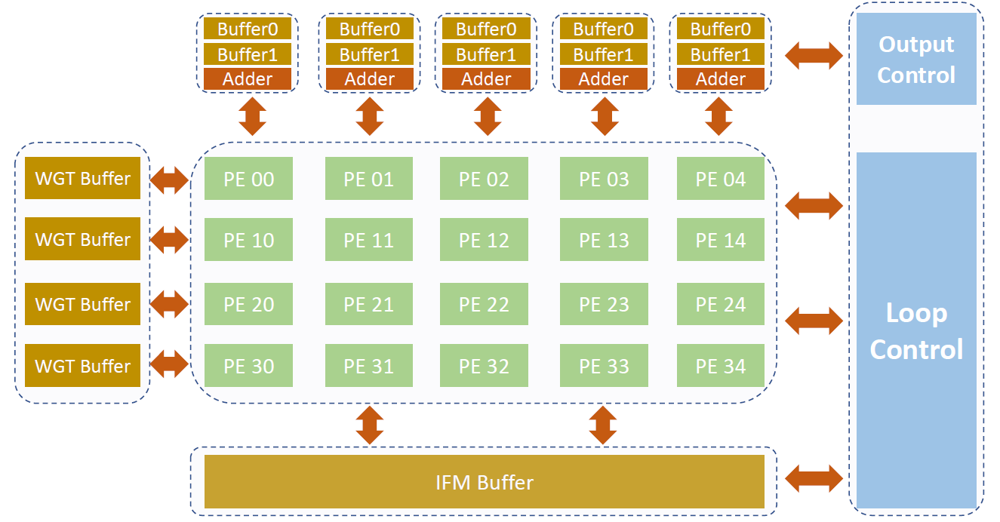 Buffer0 Buffer0 Buffer0 Buffer0 Buffer0
Buffer1 Buffer1 Buffer1 Buffer1 Buffer1
Adder Adder Adder Adder Adder
Output
Control
WGT Buffer PE 00 PE 01 PE 02 PE 03 PE 04
WGT Buffer PE 10 PE 11 PE 12 PE 13 PE 14
WGT Buffer PE 20 PE 21 PE 22 PE 23 PE 24
WGT Buffer PE 30 PE 31 PE 32 PE 33 PE 34
Loop
Control
IFM Buffer